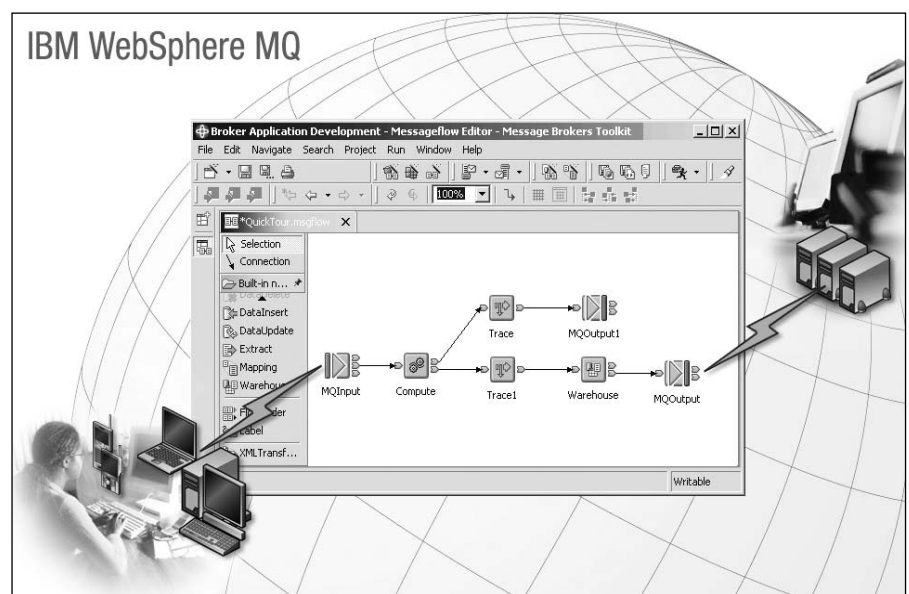 IBM WebSphere MQ
Broker Application Development - Messageflow Editor - Message Brokers Toolkit
File Edit Navigate Search Project Run Window Help
100%
*QuickTour.msgflow X
Selection
Connection
Built-in n...
DataInsert
DataUpdate
Extract
Mapping
XMLTransf...
Trace
MQOutput1
MQInput
Compute
Trace1
Warehouse
MQOutput
Writable